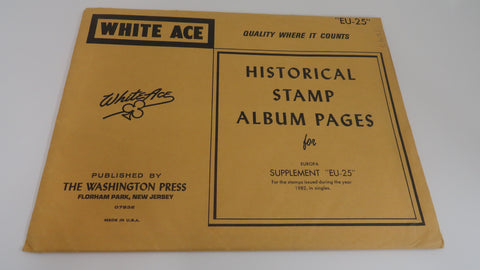 "EU-25"
WHITE ACE
QUALITY WHERE IT COUNTS
HISTORICAL
STAMP
ALBUM PAGES
for
EUROPA
SUPPLEMENT "EU-25"
For the stamps issued during the year
1982, in singles.
White Ace
PUBLISHED BY
THE WASHINGTON PRESS
FLORHAM PARK, NEW JERSEY
07932
MADE IN U.S.A.